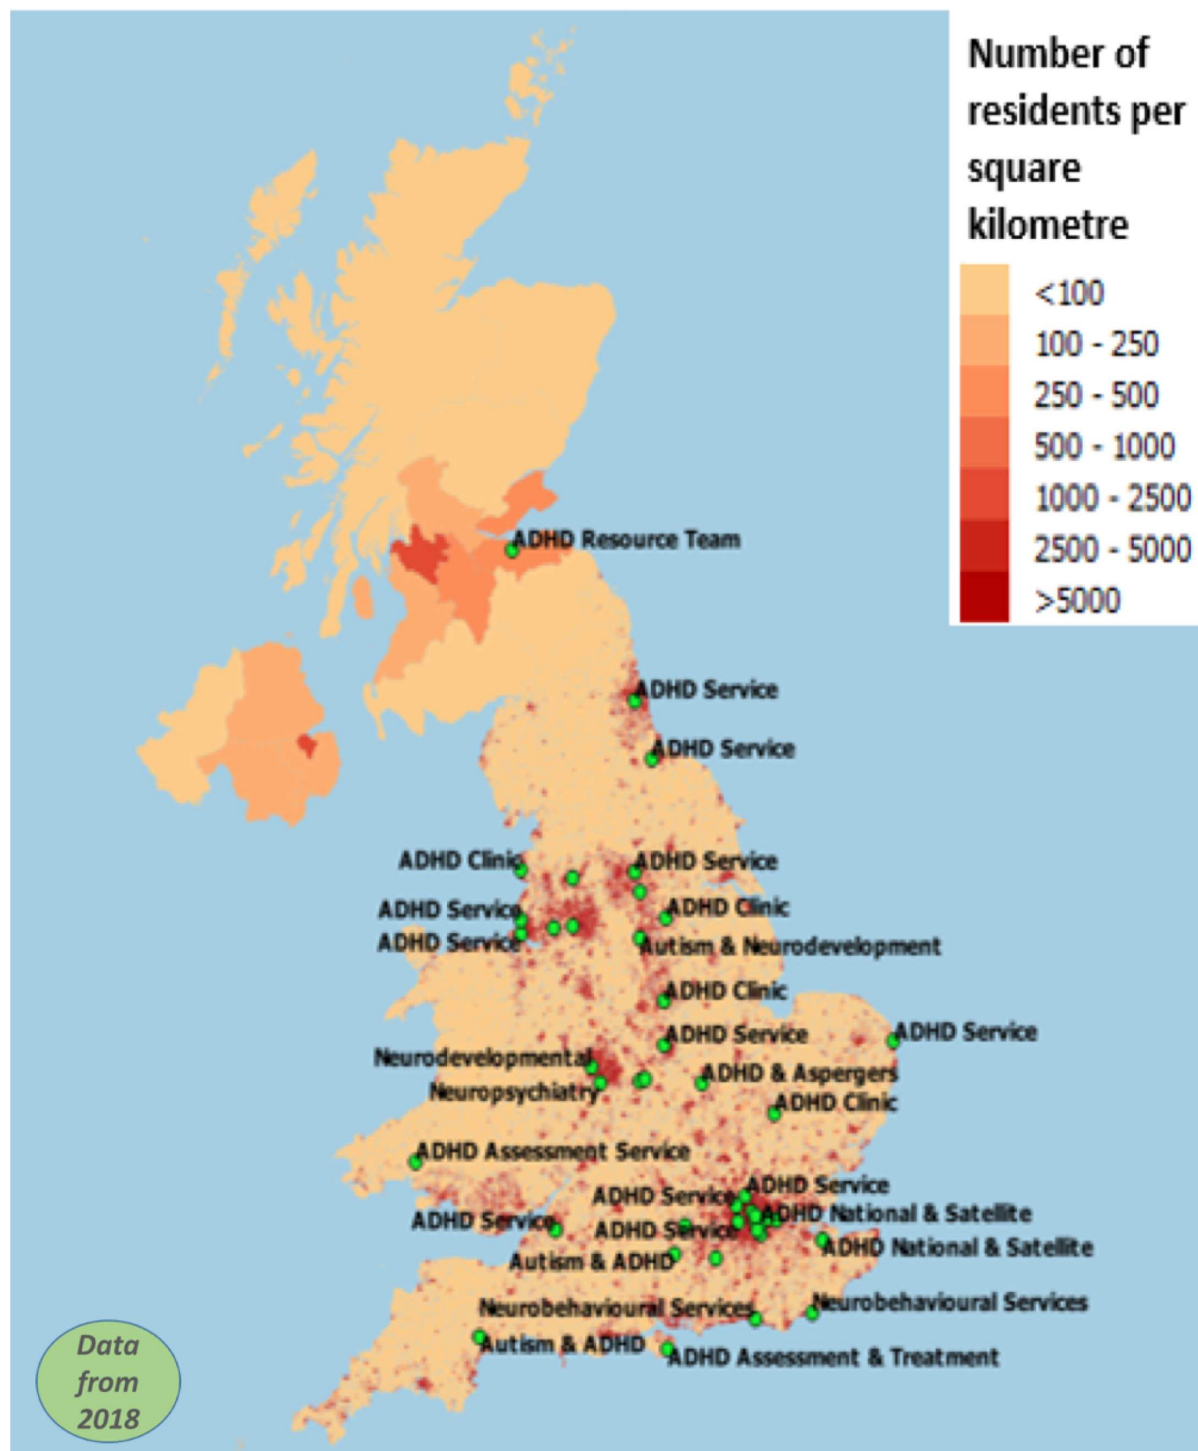 Number of
residents per
square
kilometre
<100
100 - 250
250 - 500
500 - 1000
1000 - 2500
2500 - 5000
>5000
ADHD Resource Team
ADHD Service
ADHD Service
ADHD Clinic
ADHD Service
ADHD Service
ADHD Clinic
ADHD Service
Autism & Neurodevelopment
ADHD Clinic
ADHD Service
ADHD Service
Neurodevelopmental
ADHD & Aspergers
Neuropsychiatry
ADHD Clinic
ADHD Assessment Service
ADHD Service
ADHD Service
ADHD National & Satellite
ADHD Service
ADHD Service
ADHD National & Satellite
Autism & ADHD
Neurobehavioural Services
Neurobehavioural Services
Autism & ADHD
ADHD Assessment & Treatment
Data
from
2018